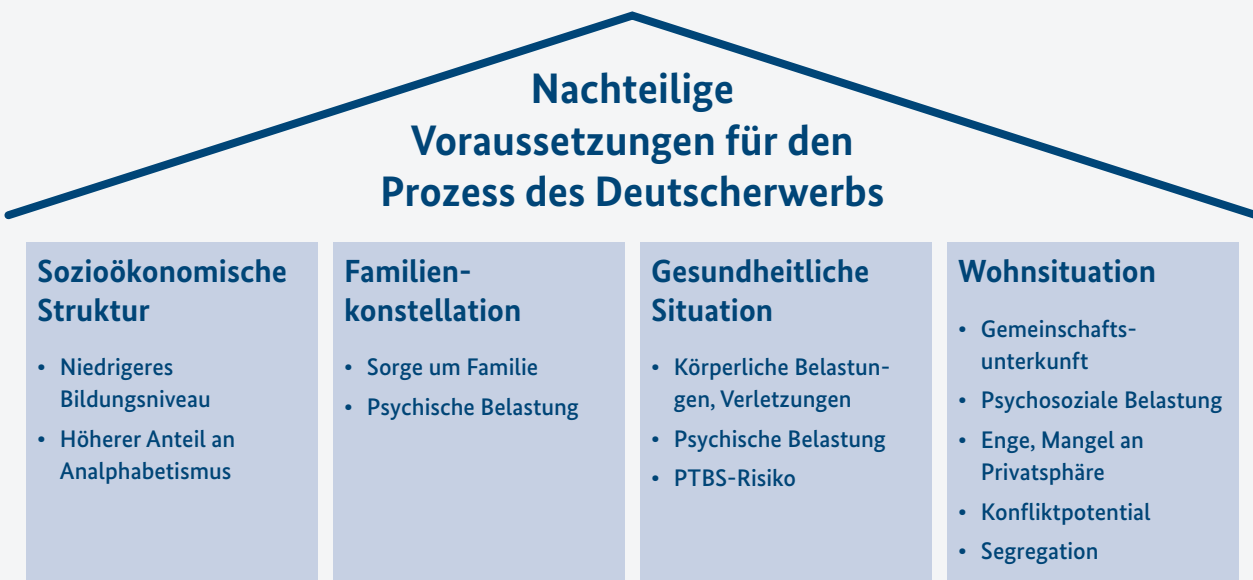 Nachteilige
Voraussetzungen für den
Prozess des Deutscherwerbs
Sozioökonomische
Struktur
• Niedrigeres
Bildungsniveau
• Höherer Anteil an
Analphabetismus
Familien-
konstellation
• Sorge um Familie
• Psychische Belastung
Gesundheitliche
Situation
• Körperliche Belastun-
gen, Verletzungen
• Psychische Belastung
• PTBS-Risiko
Wohnsituation
• Gemeinschafts-
unterkunft
• Psychosoziale Belastung
• Enge, Mangel an
Privatsphäre
• Konfliktpotential
• Segregation